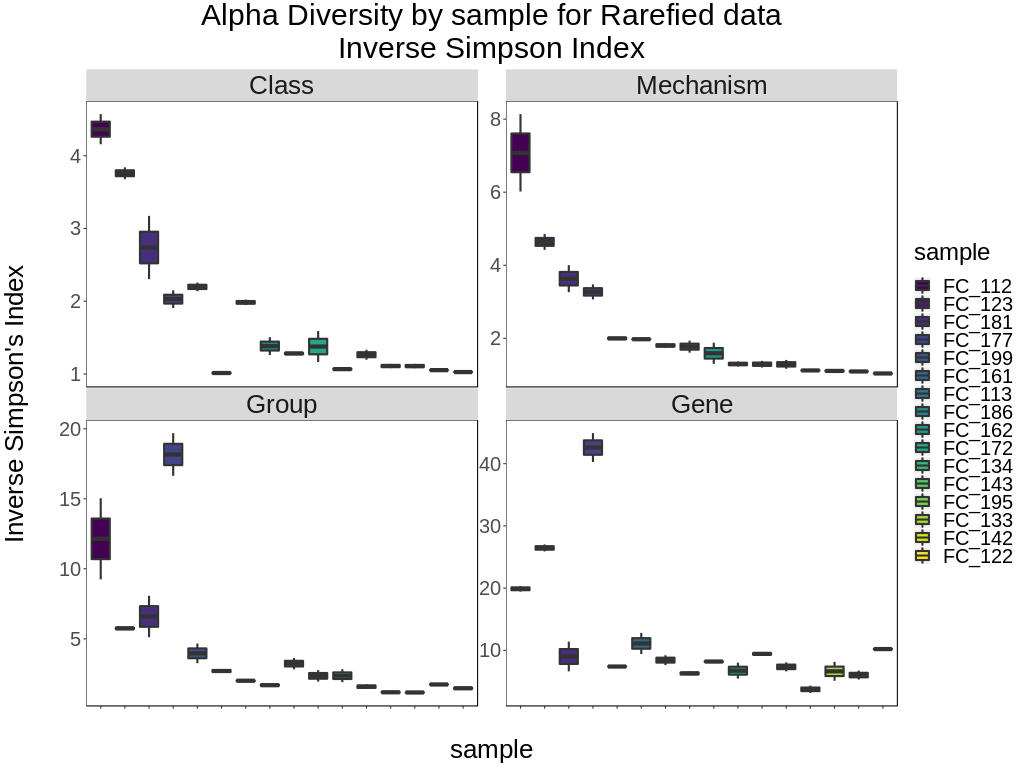 Alpha Diversity by sample for Rarefied data
Inverse Simpson Index
Class
Mechanism
4
3
2
1
8
6
4
2
Group
Gene
20
15
10
5
40
30
20
10
Inverse Simpson's Index
sample
sample
FC_112
FC_123
FC_181
FC_177
FC_199
FC_161
FC_113
FC_186
FC_162
FC_172
FC_134
FC_143
FC_195
FC_133
FC_142
FC_122